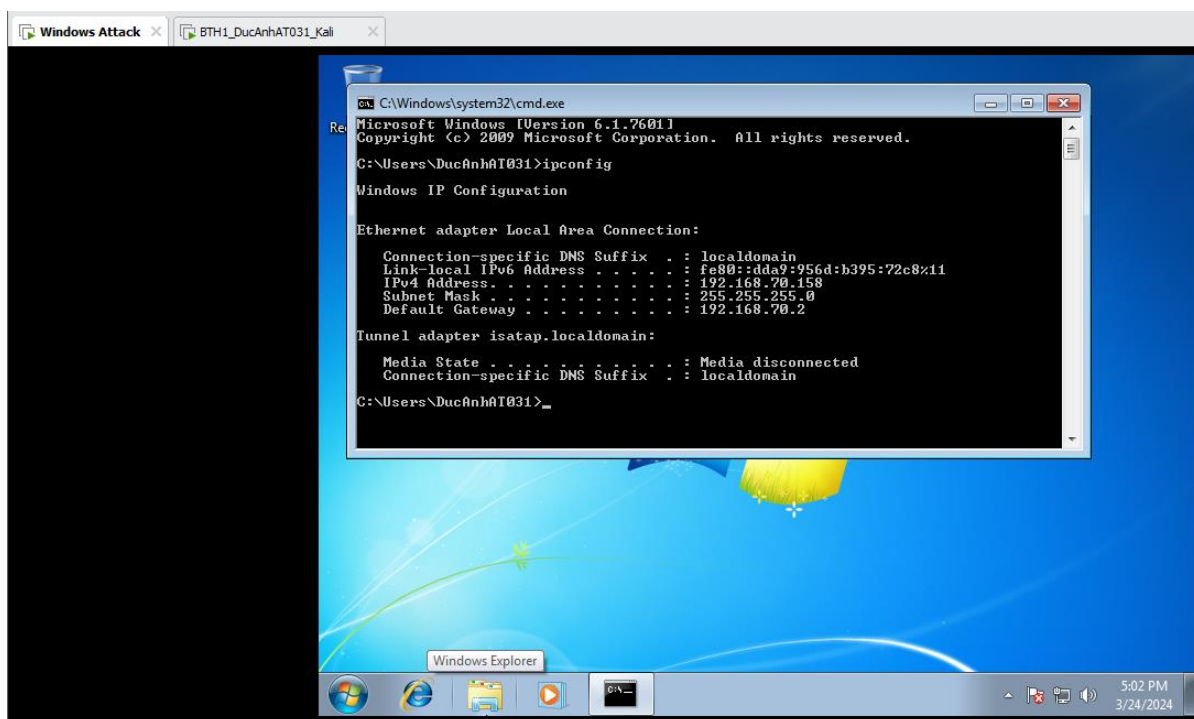 Windows Attack
BTH1_DucAnhAT031_Kali
C:\Windows\system32\cmd.exe
Microsoft Windows [Version 6.1.7601]
Copyright (c) 2009 Microsoft Corporation.  All rights reserved.
C:\Users\DucAnhAT031>ipconfig
Windows IP Configuration
Ethernet adapter Local Area Connection:
Connection-specific DNS Suffix  . : localdomain
Link-local IPv6 Address . . . . . : fe80::dda9:956d:b395:72c8%11
IPv4 Address. . . . . . . . . . . : 192.168.70.158
Subnet Mask . . . . . . . . . . . : 255.255.255.0
Default Gateway . . . . . . . . . : 192.168.70.2
Tunnel adapter isatap.localdomain:
Media State . . . . . . . . . . . : Media disconnected
Connection-specific DNS Suffix  . : localdomain
C:\Users\DucAnhAT031>_
Windows Explorer
5:02 PM
3/24/2024